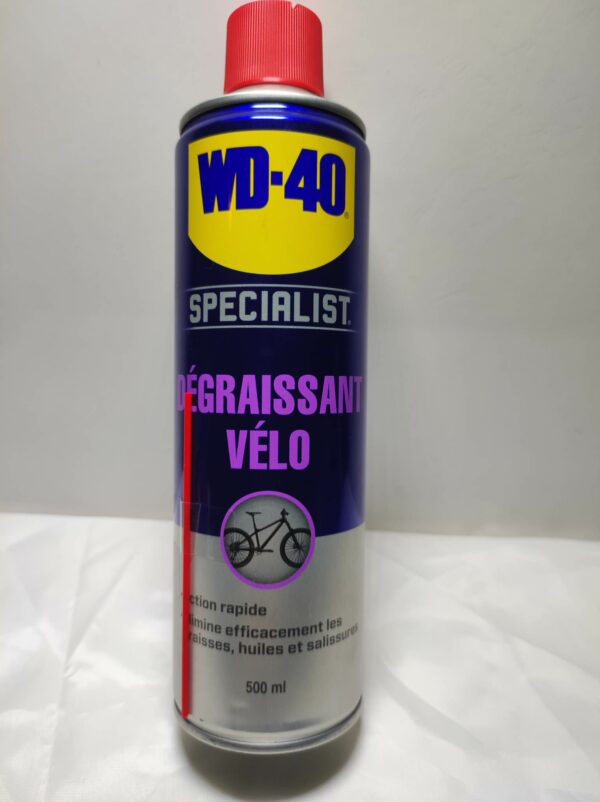 WD-40®
SPECIALIST®
DÉGRAISSANT
VÉLO
ction rapide
limine efficacement les
raisses, huiles et salissures
500 ml